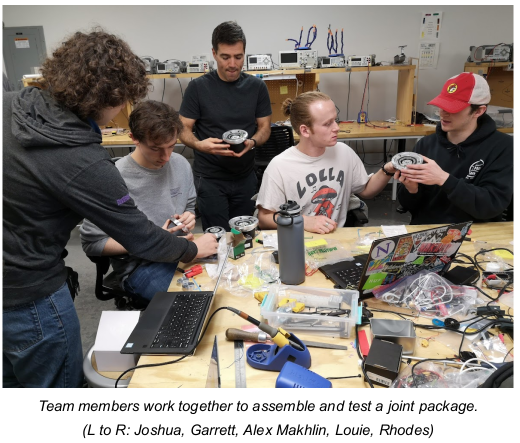 LOLLA
Team members work together to assemble and test a joint package.
(L to R: Joshua, Garrett, Alex Makhlin, Louie, Rhodes)